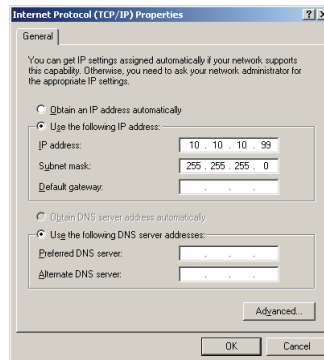 Internet Protocol (TCP/IP) Properties
General
You can get IP settings assigned automatically if your network supports
this capability. Otherwise, you need to ask your network administrator for
the appropriate IP settings.
Obtain an IP address automatically
Use the following IP address:
IP address: 10 . 10 . 10 . 99
Subnet mask: 255 . 255 . 255 . 0
Default gateway: . . .
Obtain DNS server address automatically
Use the following DNS server addresses:
Preferred DNS server: . . .
Alternate DNS server: . . .
Advanced...
OK Cancel